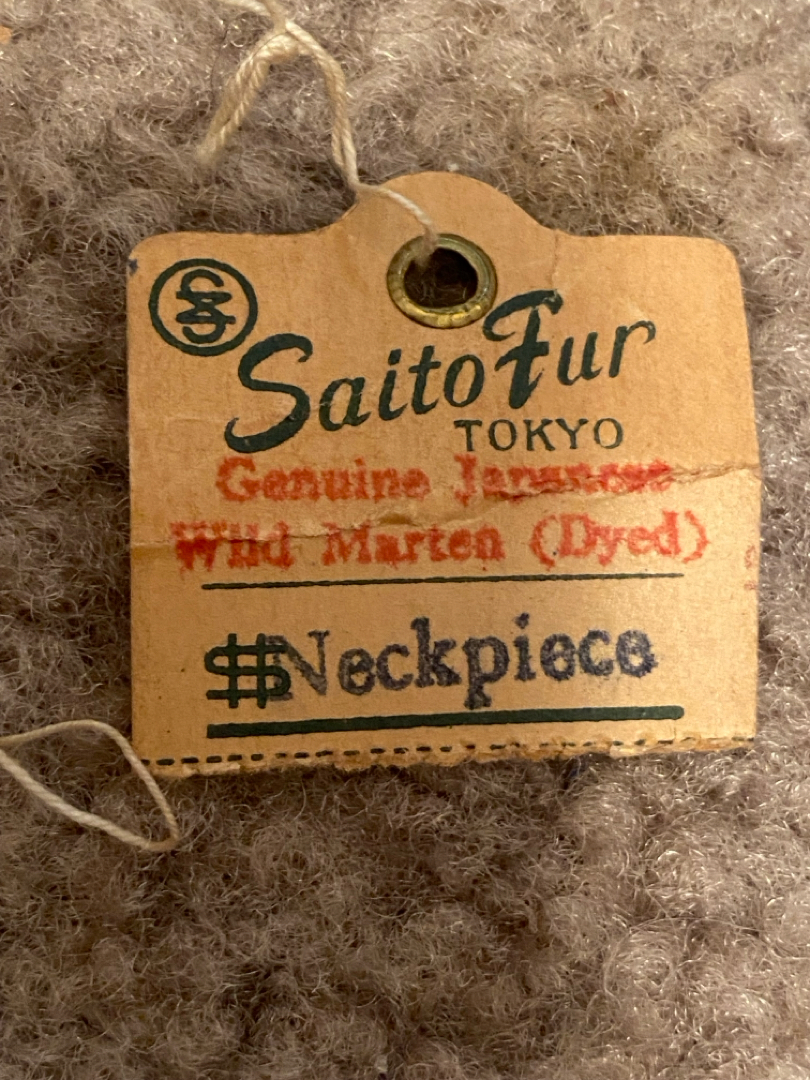 Saito Fur
TOKYO
Genuine Japanese
Wild Marten (Dyed)
$Neckpiece